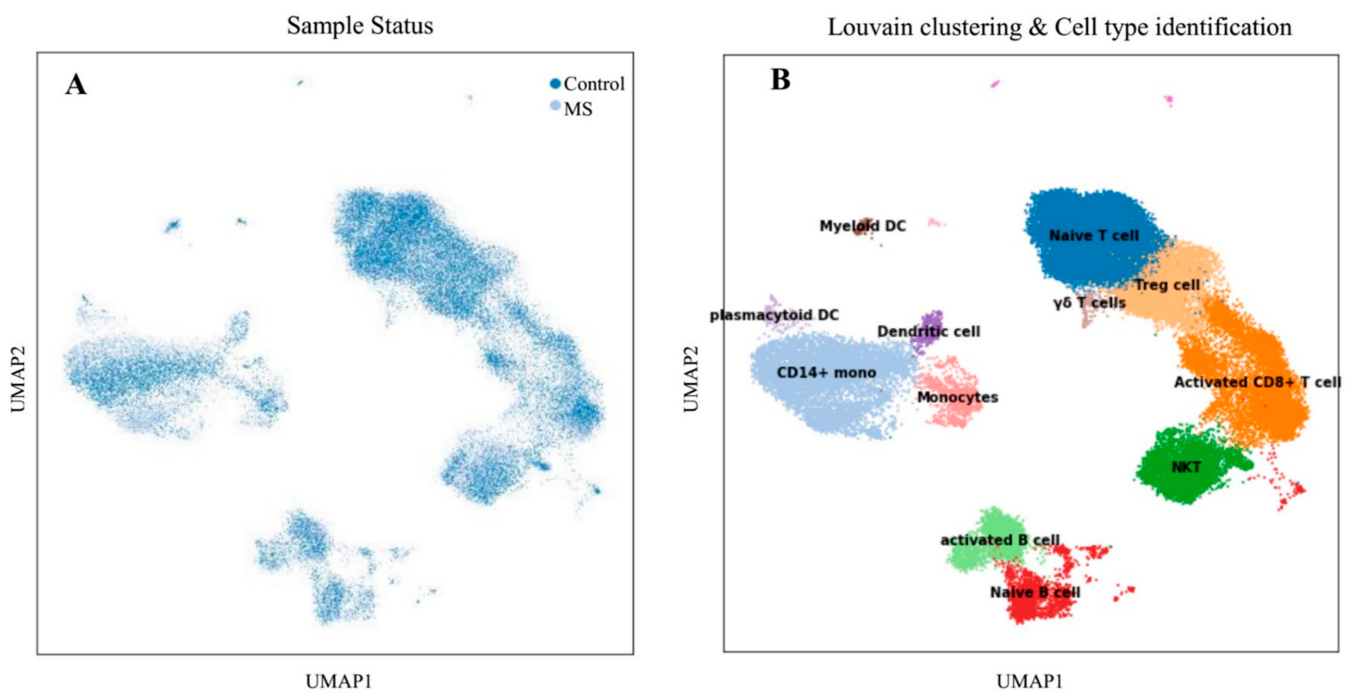 Sample Status
A
Control
MS
UMAP2
UMAP1
Louvain clustering & Cell type identification
B
Naive T cell
Myeloid DC
Treg cell
γδ T cells
plasmacytoid DC
Dendritic cell
CD14+ mono
Activated CD8+ T cell
Monocytes
NKT
activated B cell
Naive B cell
UMAP2
UMAP1